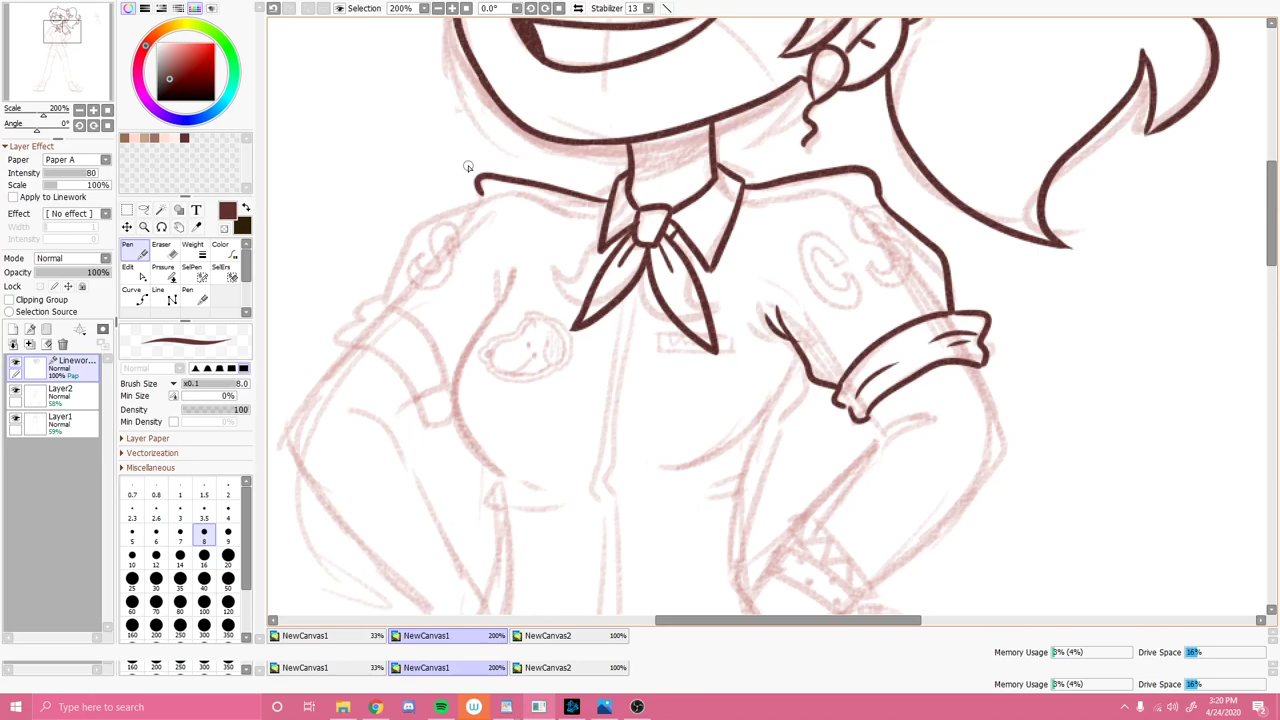 Selection 200% 0.0° Stabilizer 13
Scale 200%
Angle 0°
Layer Effect
Paper Paper A
Intensity 80
Scale 100%
Apply to Linework
Effect [ No effect ]
Width 1
Intensity 0
Mode Normal
Opacity 100%
Lock
Clipping Group
Selection Source
Linewor...
Normal
100% Pap
Layer2
Normal
58%
Layer1
Normal
59%
T
Pen Eraser Weight Color
Edit Prssure SelPen SelErs
Curve Line Pen
Normal
Brush Size x0.1 8.0
Min Size 0%
Density 100
Min Density 0%
Layer Paper
Vectorization
Miscellaneous
0.7 0.8 1 1.5 2
2.3 2.6 3 3.5 4
5 6 7 8 9
10 12 14 16 20
25 30 35 40 50
60 70 80 100 120
160 200 250 300 350
160 200 250 300 350
NewCanvas1 33% NewCanvas1 200% NewCanvas2 100%
Memory Usage 3% (4%) Drive Space 16%
NewCanvas1 33% NewCanvas1 200% NewCanvas2 100%
Memory Usage 3% (4%) Drive Space 16%
Type here to search
3:20 PM
4/24/2020
2